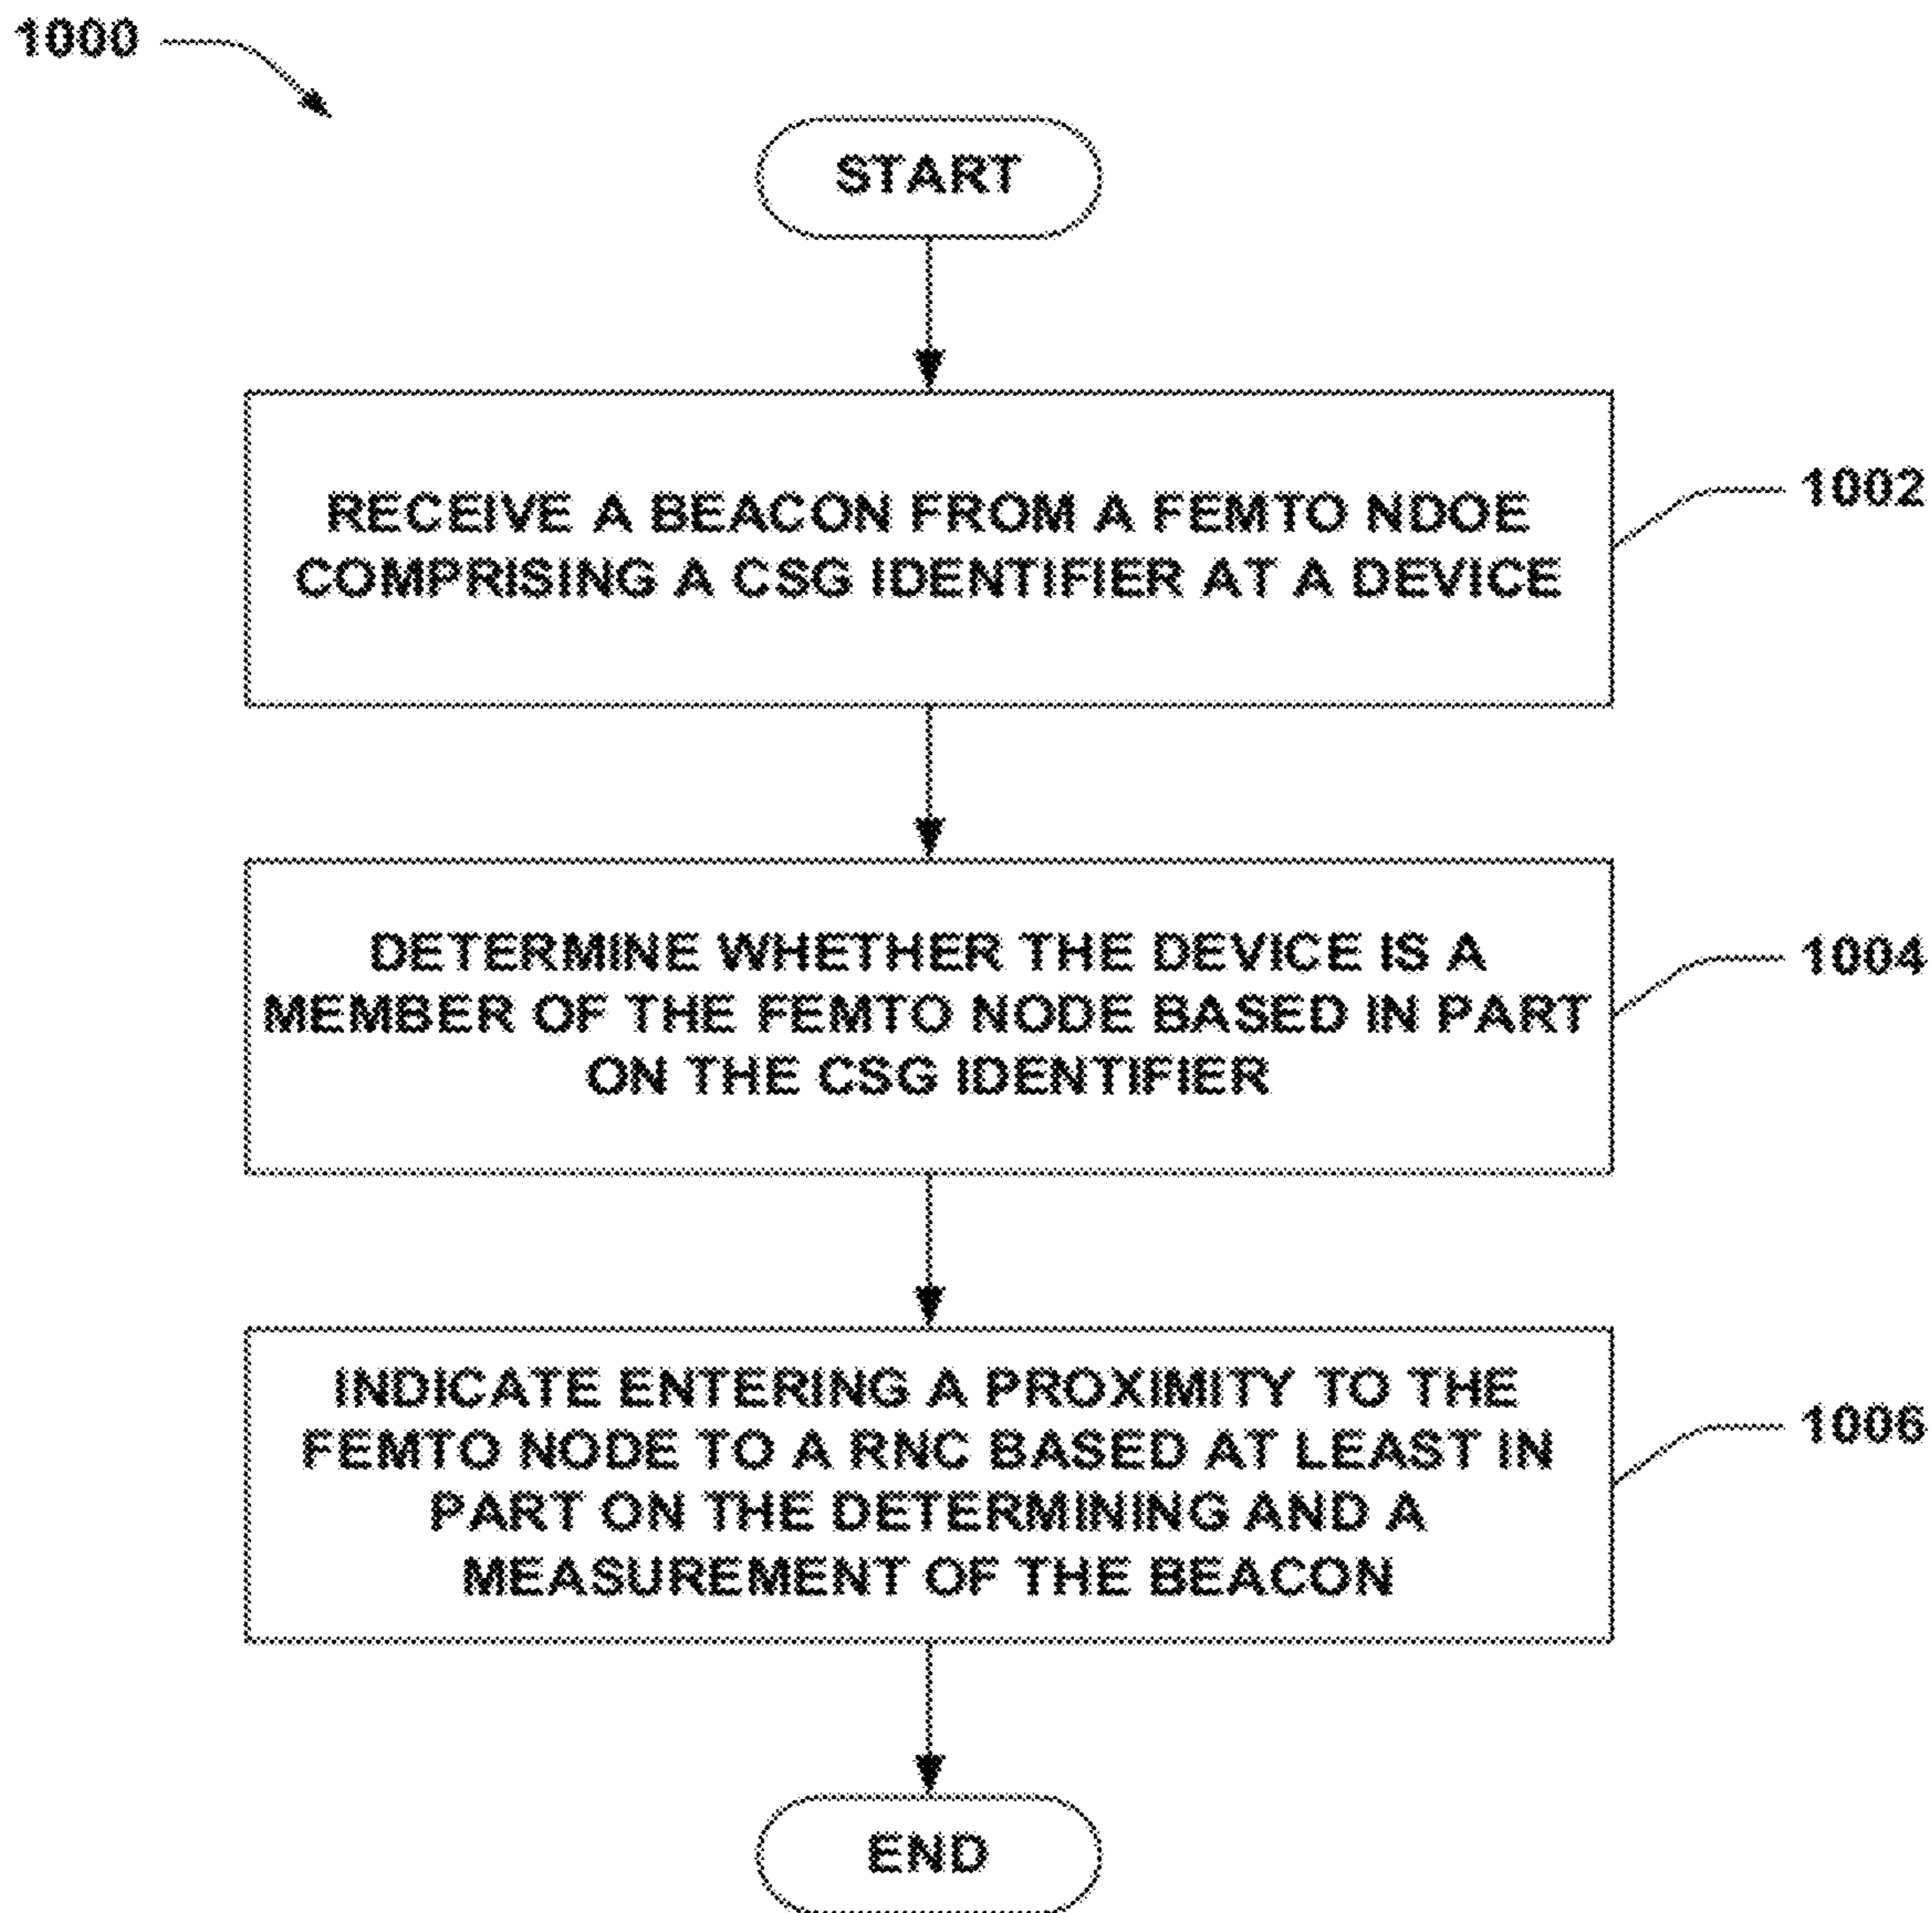 1000
START
RECEIVE A BEACON FROM A FEMTO NDOE
COMPRISING A CSG IDENTIFIER AT A DEVICE
1002
DETERMINE WHETHER THE DEVICE IS A
MEMBER OF THE FEMTO NODE BASED IN PART
ON THE CSG IDENTIFIER
1004
INDICATE ENTERING A PROXIMITY TO THE
FEMTO NODE TO A RNC BASED AT LEAST IN
PART ON THE DETERMINING AND A
MEASUREMENT OF THE BEACON
1006
END